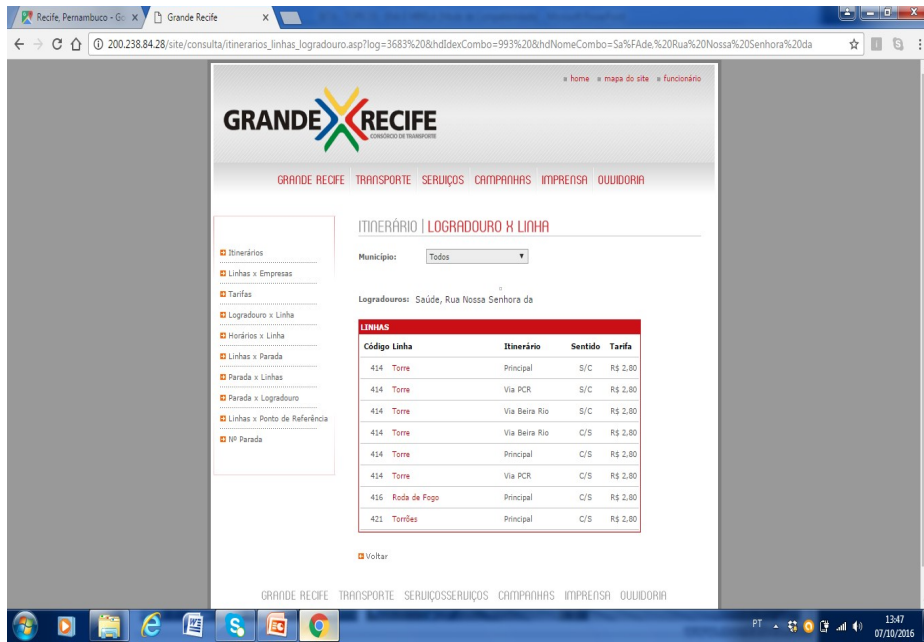 Recife, Pernambuco - Go
Grande Recife
200.238.84.28/site/consulta/itinerarios_linhas_logradouro.asp?log=3683%20&hdIdexCombo=993%20&hdNomeCombo=Sa%FAde,%20Rua%20Nossa%20Senhora%20da
home mapa do site funcionário
GRANDE RECIFE
CONSÓRCIO DE TRANSPORTE
GRANDE RECIFE TRANSPORTE SERVIÇOS CAMPANHAS IMPRENSA OUVIDORIA
Itinerários
Linhas x Empresas
Tarifas
Logradouro x Linha
Horários x Linha
Linhas x Parada
Parada x Linhas
Parada x Logradouro
Linhas x Ponto de Referência
Nº Parada
ITINERÁRIO | LOGRADOURO X LINHA
Município: Todos
Logradouros: Saúde, Rua Nossa Senhora da
LINHAS
Código Linha Itinerário Sentido Tarifa
414 Torre Principal S/C R$ 2,80
414 Torre Via PCR S/C R$ 2,80
414 Torre Via Beira Rio S/C R$ 2,80
414 Torre Via Beira Rio C/S R$ 2,80
414 Torre Principal C/S R$ 2,80
414 Torre Via PCR C/S R$ 2,80
416 Roda de Fogo Principal C/S R$ 2,80
421 Torrões Principal C/S R$ 2,80
Voltar
GRANDE RECIFE TRANSPORTE SERVIÇOSSERVIÇOS CAMPANHAS IMPRENSA OUVIDORIA
PT
13:47
07/10/2016